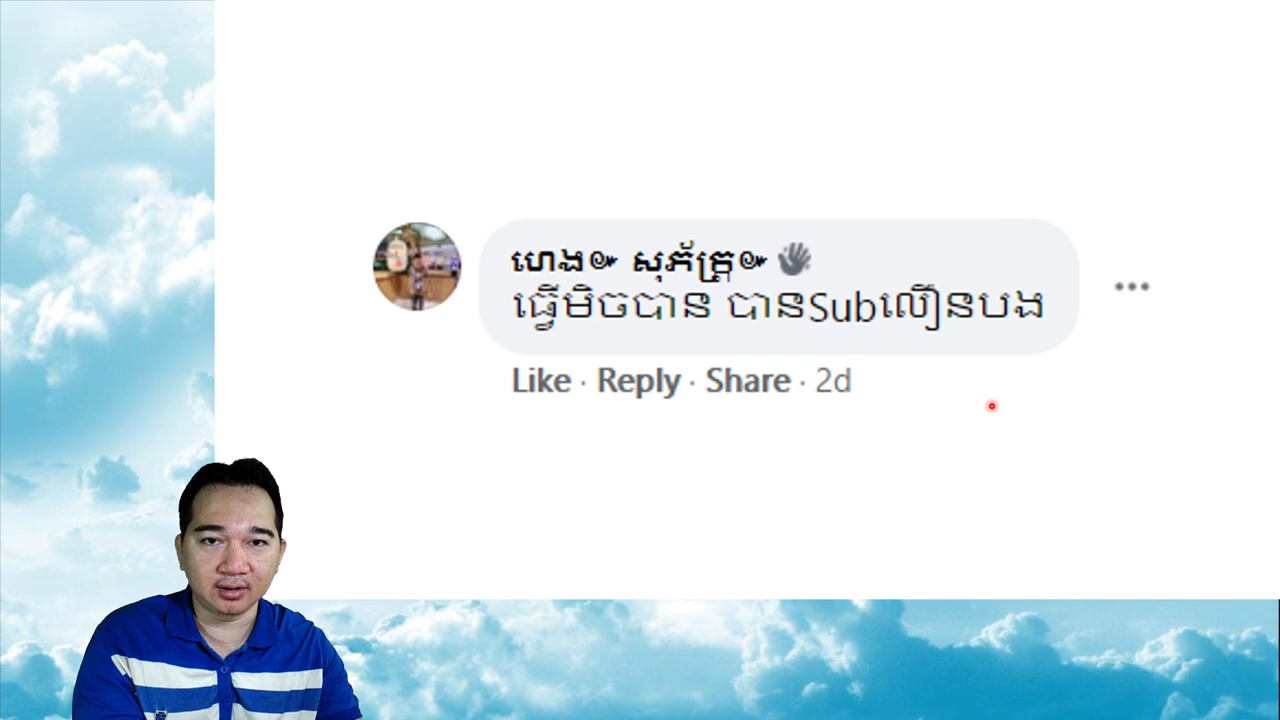 ហេង๛ សុភ័ត្រ្ត๛👋
ធ្វើមិចបាន បានSubលឿនបង
Like · Reply · Share · 2d